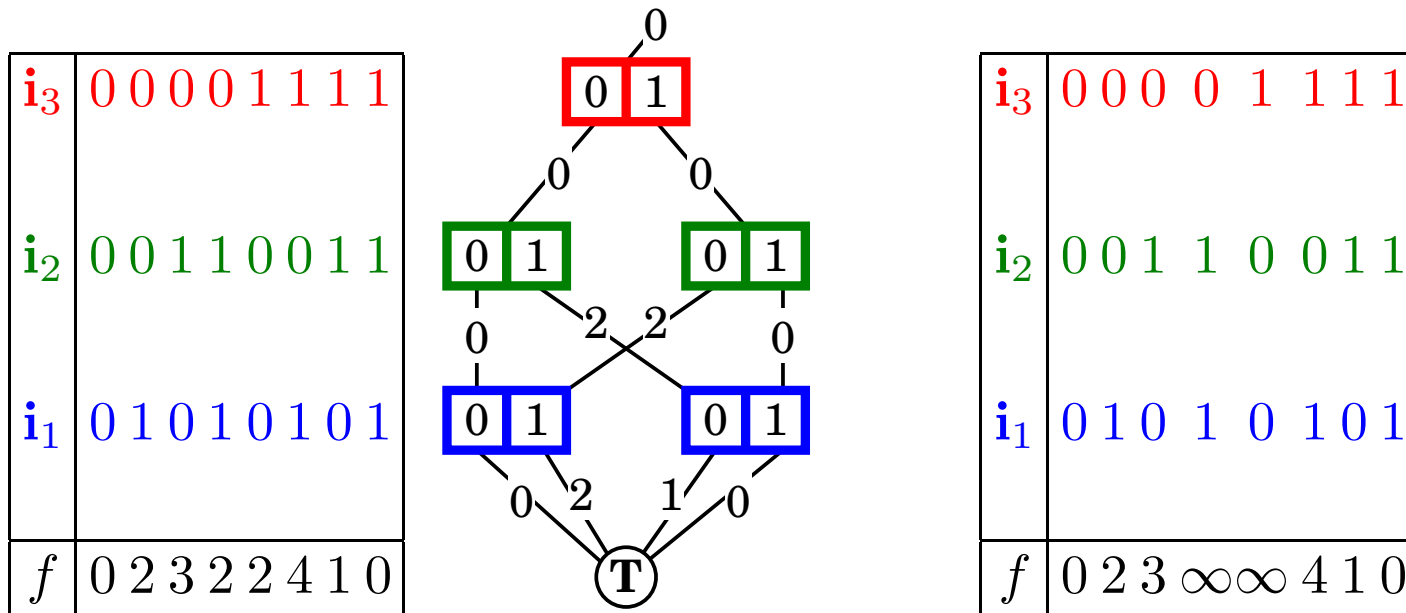 0
i₃ 0 0 0 0 1 1 1 1 0 1 i₃ 0 0 0 0 1 1 1 1
0 0
i₂ 0 0 1 1 0 0 1 1 0 1 0 1 i₂ 0 0 1 1 0 0 1 1
2 2
0 0
i₁ 0 1 0 1 0 1 0 1 0 1 0 1 i₁ 0 1 0 1 0 1 0 1
0 2 1 0
f 0 2 3 2 2 4 1 0 T f 0 2 3 ∞ ∞ 4 1 0